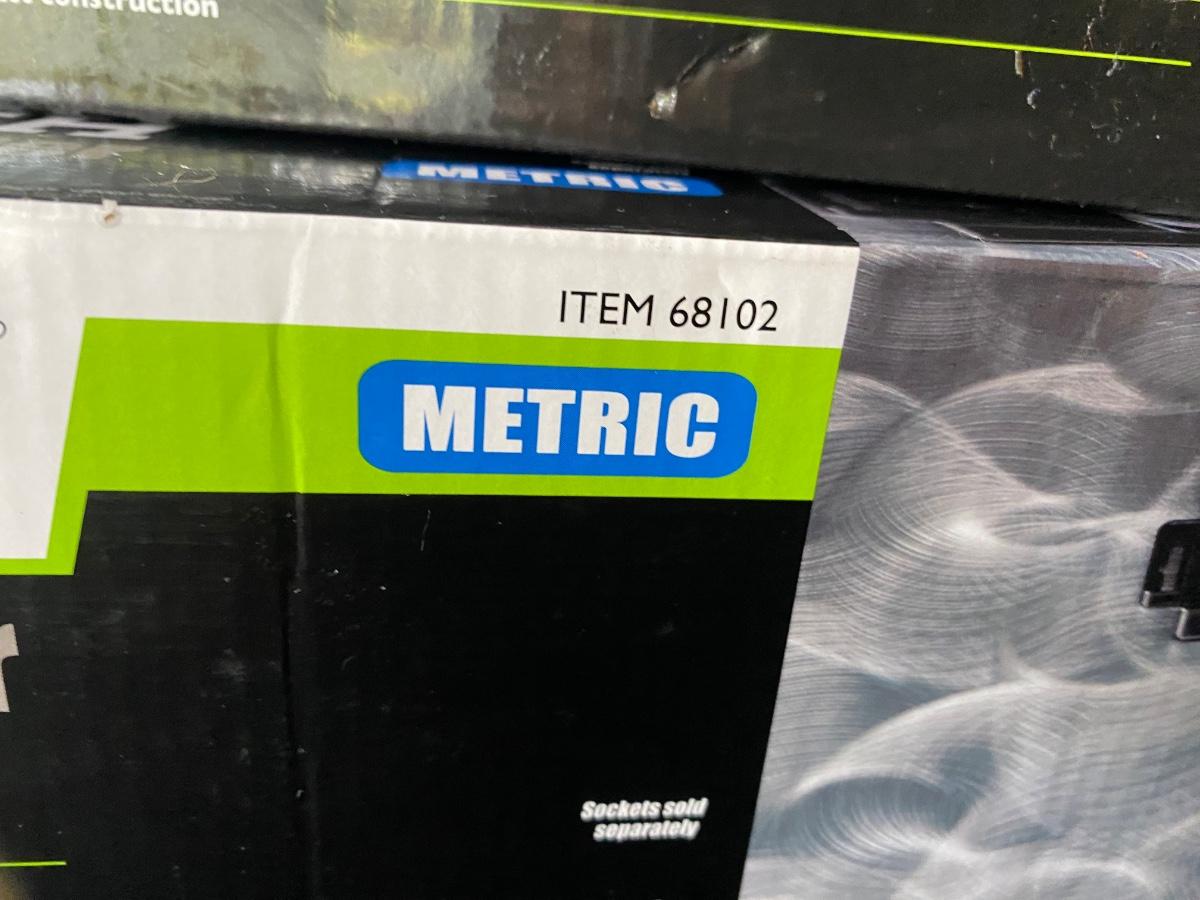 construction
METRIC
ITEM 68102
METRIC
Sockets sold
separately